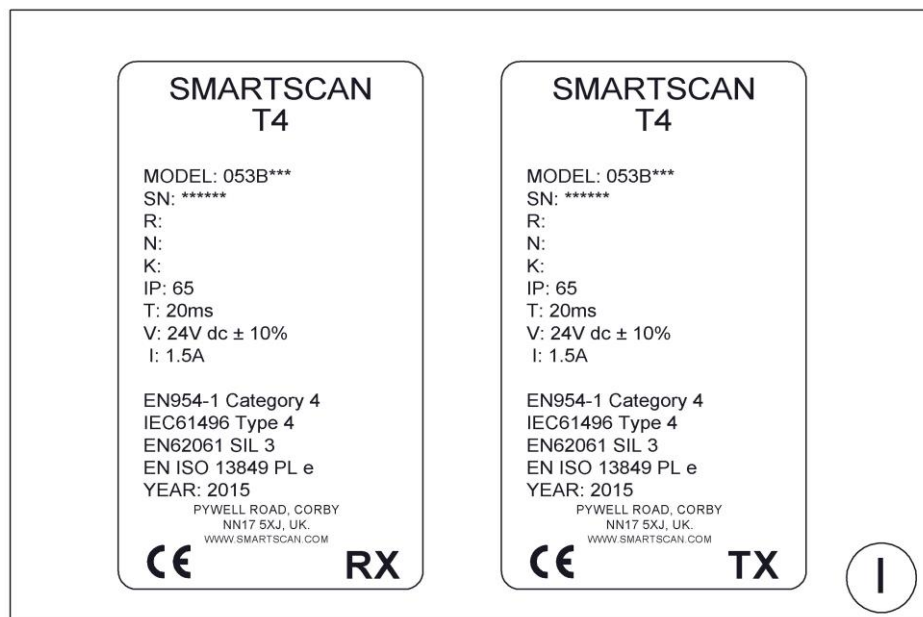 SMARTSCAN
T4
MODEL: 053B***
SN: ******
R:
N:
K:
IP: 65
T: 20ms
V: 24V dc ± 10%
I: 1.5A
EN954-1 Category 4
IEC61496 Type 4
EN62061 SIL 3
EN ISO 13849 PL e
YEAR: 2015
PYWELL ROAD, CORBY
NN17 5XJ, UK.
WWW.SMARTSCAN.COM
CE RX
SMARTSCAN
T4
MODEL: 053B***
SN: ******
R:
N:
K:
IP: 65
T: 20ms
V: 24V dc ± 10%
I: 1.5A
EN954-1 Category 4
IEC61496 Type 4
EN62061 SIL 3
EN ISO 13849 PL e
YEAR: 2015
PYWELL ROAD, CORBY
NN17 5XJ, UK.
WWW.SMARTSCAN.COM
CE TX
I